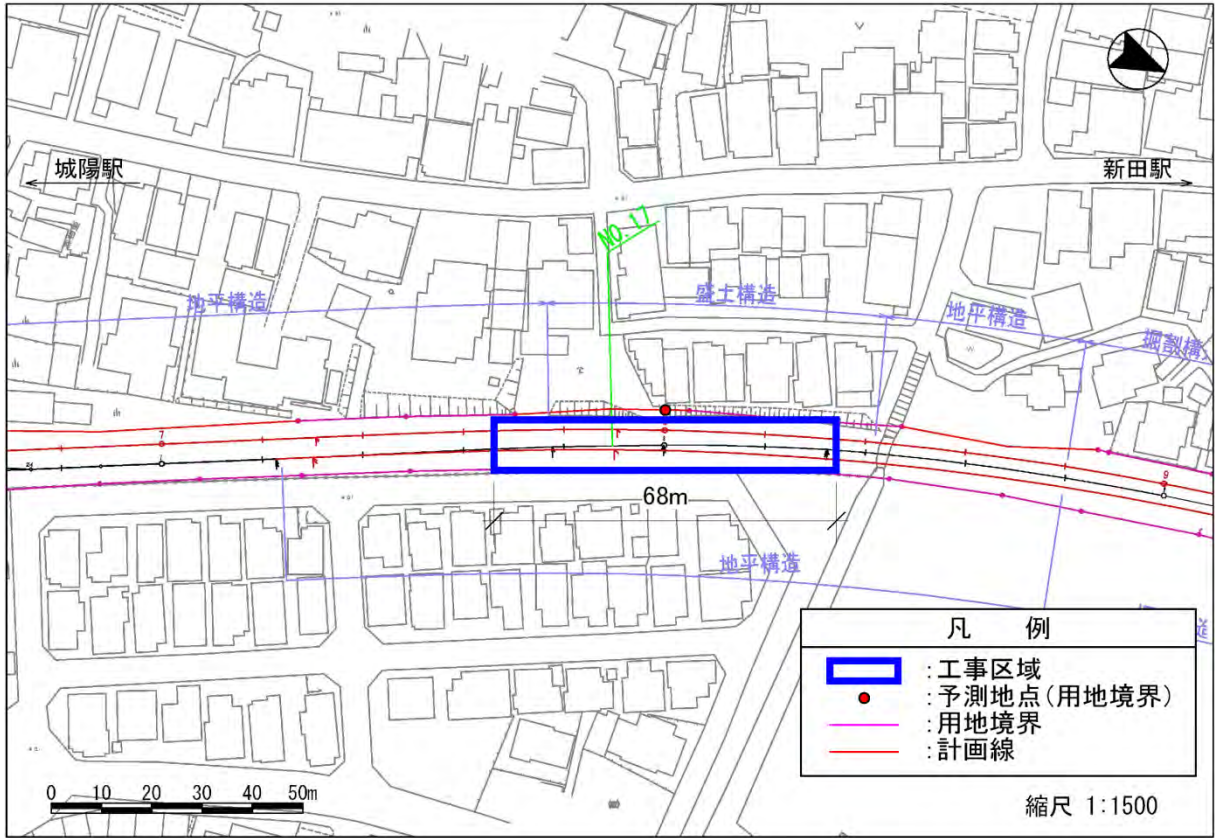 城陽駅
新田駅
NO.17
地平構造
盛土構造
地平構造
掘割構
7
9
68m
地平構造
造
凡 例
:工事区域
:予測地点(用地境界)
:用地境界
:計画線
0 10 20 30 40 50m
縮尺 1:1500